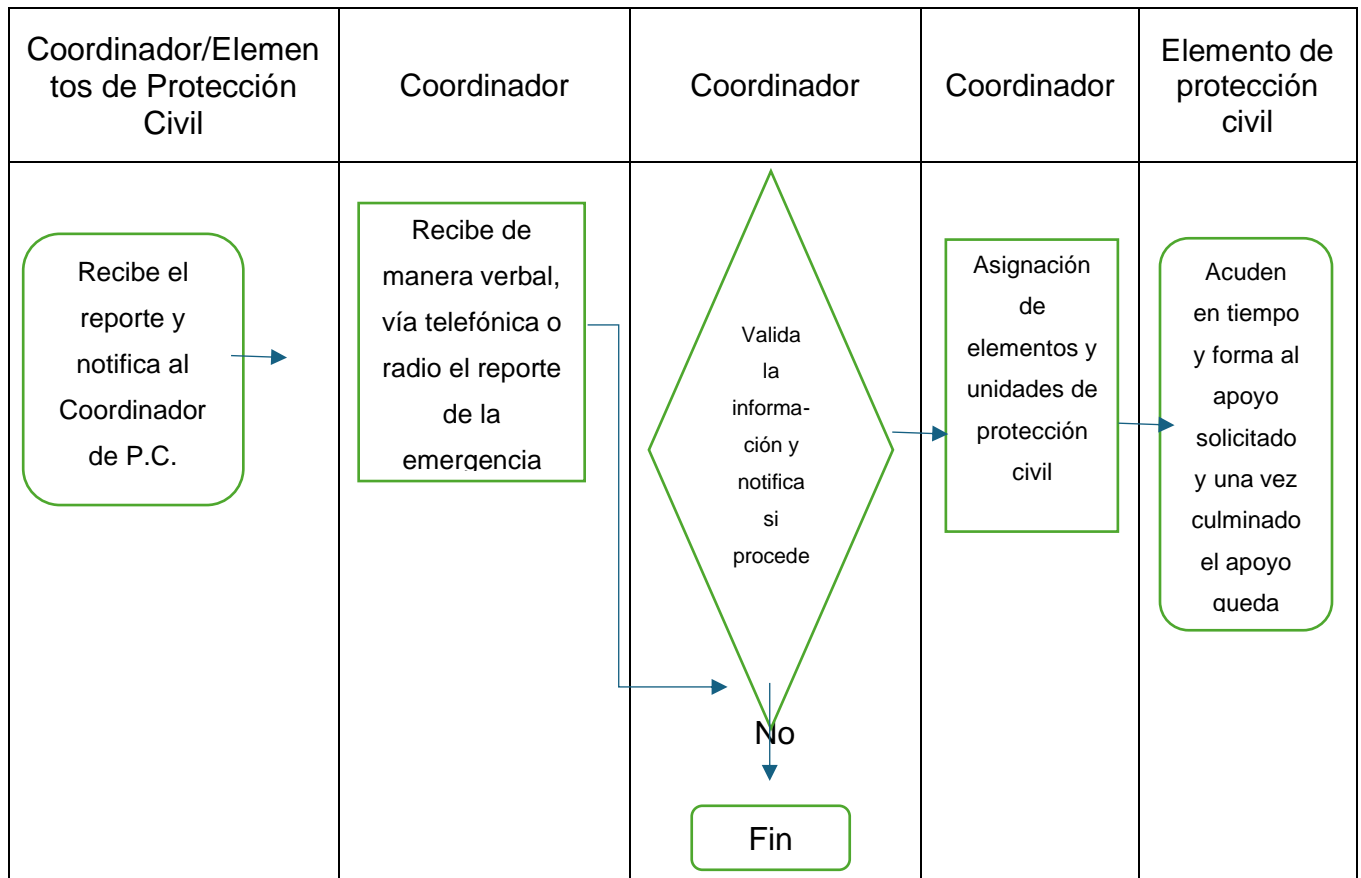 Coordinador/Elemen
tos de Protección
Civil
Coordinador
Coordinador
Coordinador
Elemento de
protección
civil
Recibe el
reporte y
notifica al
Coordinador
de P.C.
Recibe de
manera verbal,
vía telefónica o
radio el reporte
de la
emergencia
Valida
la
informa-
ción y
notifica
si
procede
No
Fin
Asignación
de
elementos y
unidades de
protección
civil
Acuden
en tiempo
y forma al
apoyo
solicitado
y una vez
culminado
el apoyo
queda